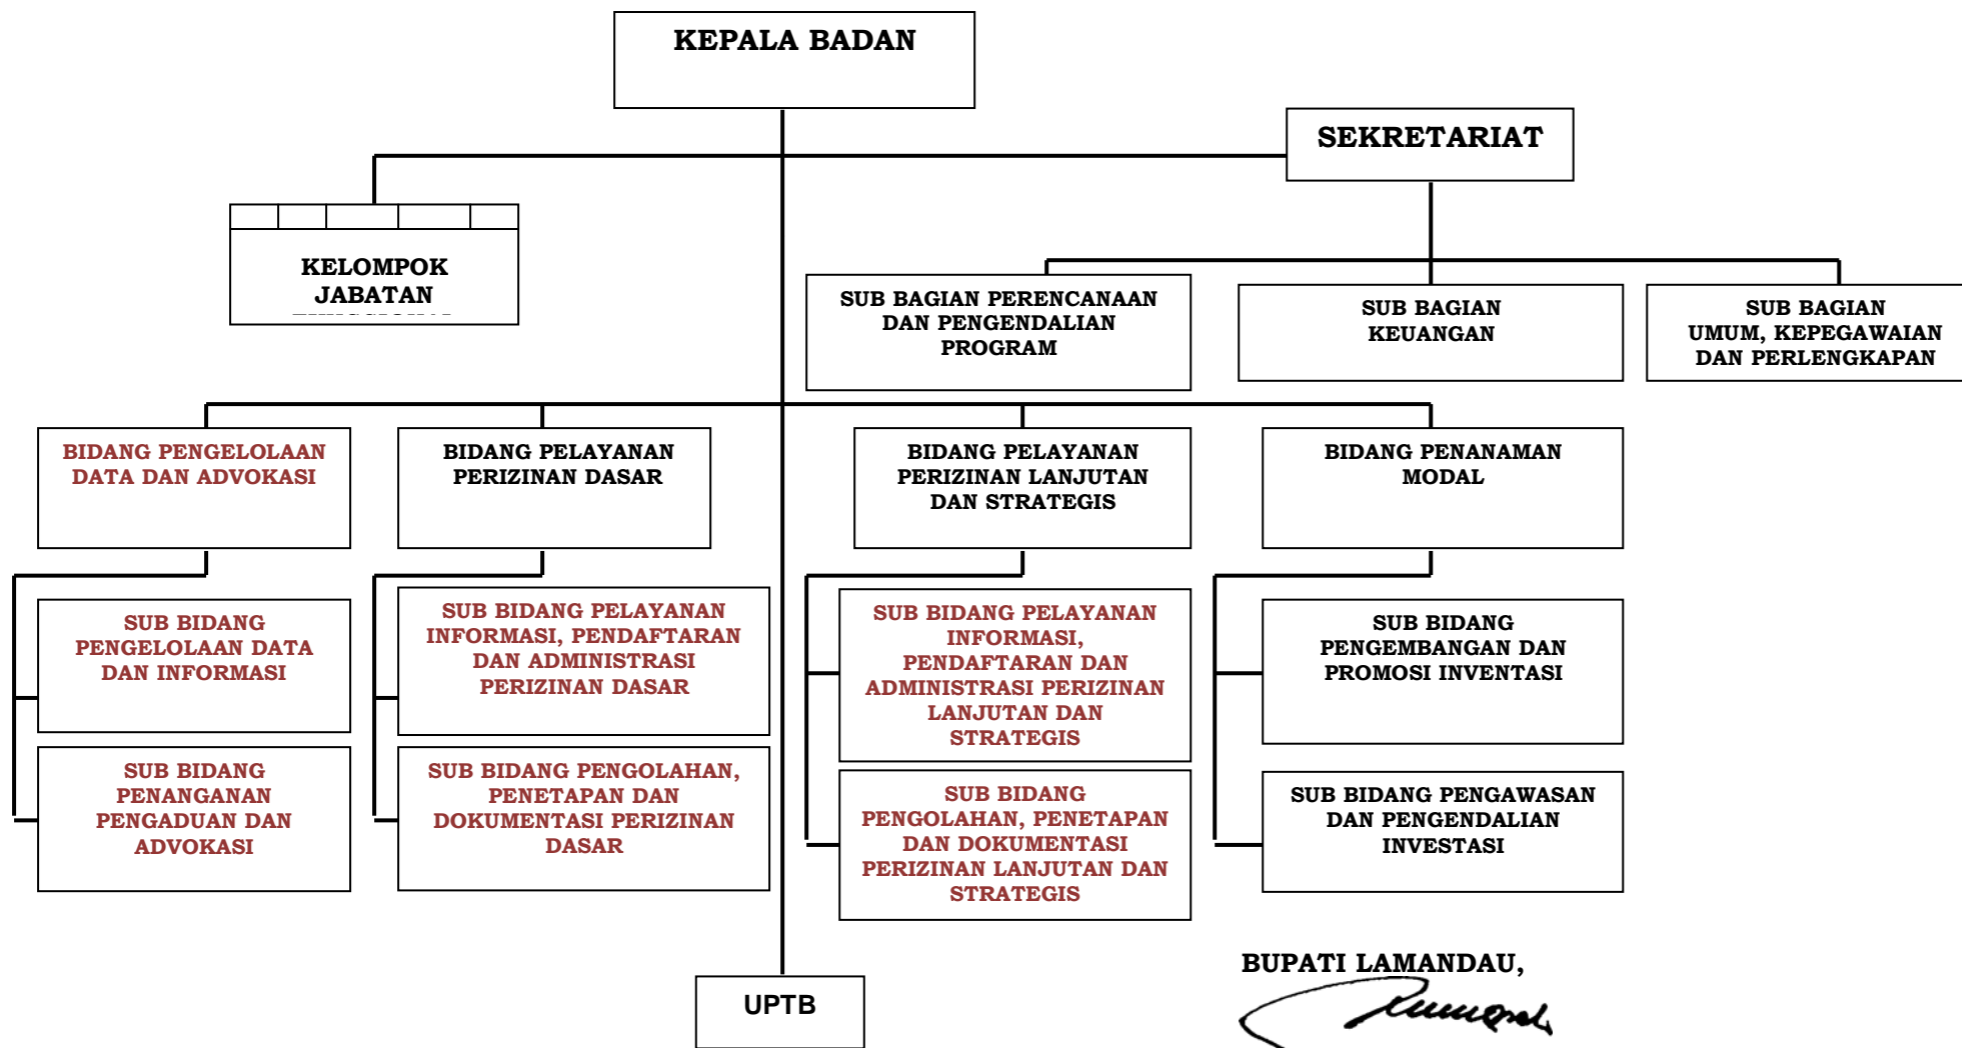 KEPALA BADAN
SEKRETARIAT
KELOMPOK
JABATAN
SUB BAGIAN PERENCANAAN
DAN PENGENDALIAN
PROGRAM
SUB BAGIAN
KEUANGAN
SUB BAGIAN
UMUM, KEPEGAWAIAN
DAN PERLENGKAPAN
BIDANG PENGELOLAAN
DATA DAN ADVOKASI
BIDANG PELAYANAN
PERIZINAN DASAR
BIDANG PELAYANAN
PERIZINAN LANJUTAN
DAN STRATEGIS
BIDANG PENANAMAN
MODAL
SUB BIDANG
PENGELOLAAN DATA
DAN INFORMASI
SUB BIDANG PELAYANAN
INFORMASI, PENDAFTARAN
DAN ADMINISTRASI
PERIZINAN DASAR
SUB BIDANG PELAYANAN
INFORMASI,
PENDAFTARAN DAN
ADMINISTRASI PERIZINAN
LANJUTAN DAN
STRATEGIS
SUB BIDANG
PENGEMBANGAN DAN
PROMOSI INVENTASI
SUB BIDANG
PENANGANAN
PENGADUAN DAN
ADVOKASI
SUB BIDANG PENGOLAHAN,
PENETAPAN DAN
DOKUMENTASI PERIZINAN
DASAR
SUB BIDANG
PENGOLAHAN, PENETAPAN
DAN DOKUMENTASI
PERIZINAN LANJUTAN DAN
STRATEGIS
SUB BIDANG PENGAWASAN
DAN PENGENDALIAN
INVESTASI
UPTB
BUPATI LAMANDAU,